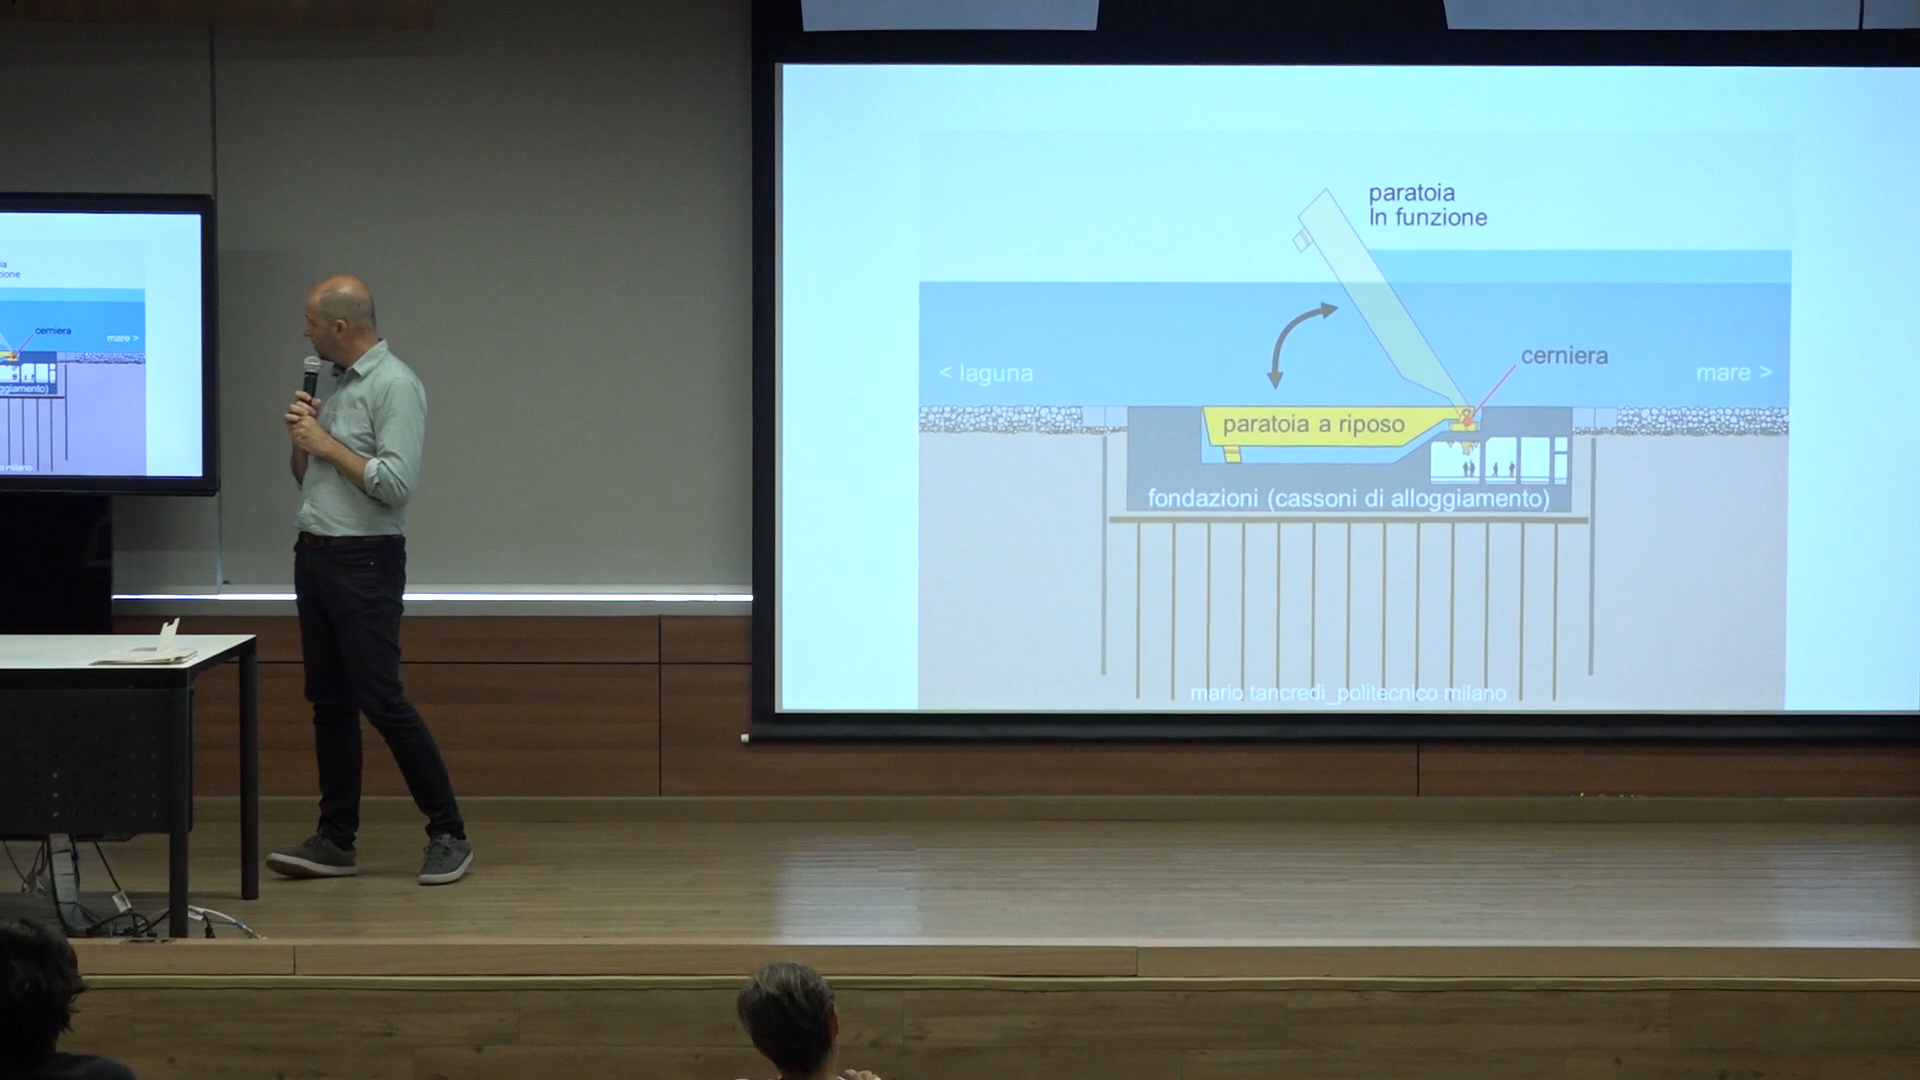 paratoia
In funzione
cerniera
< laguna
mare >
paratoia a riposo
fondazioni (cassoni di alloggiamento)
mario tancredi_politecnico milano
cerniera
mare >